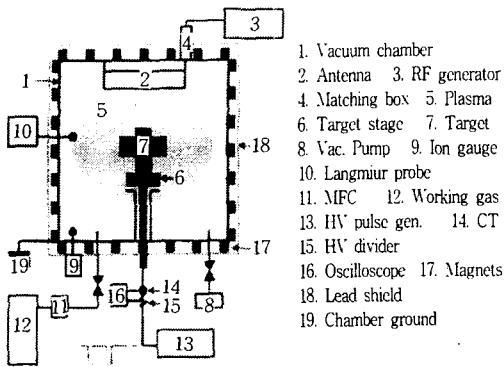 3
4
1
2
5
10
7
18
6
19
9
17
14
16
15
8
11
12
13
1. Vacuum chamber
2. Antenna 3. RF generator
4. Matching box 5. Plasma
6. Target stage 7. Target
8. Vac. Pump 9. Ion gauge
10. Langmiur probe
11. MFC 12. Working gas
13. HV pulse gen. 14. CT
15. HV divider
16. Oscilloscope 17. Magnets
18. Lead shield
19. Chamber ground